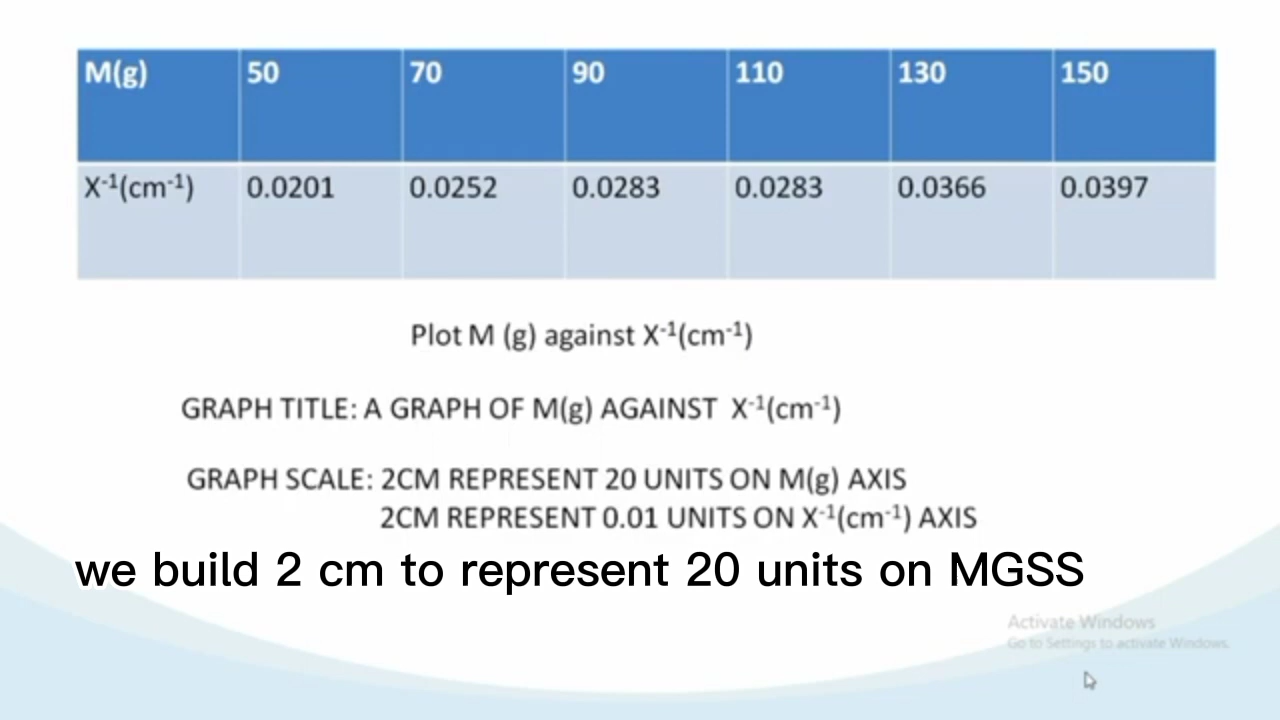 M(g) 50 70 90 110 130 150
X⁻¹(cm⁻¹) 0.0201 0.0252 0.0283 0.0283 0.0366 0.0397
Plot M (g) against X⁻¹(cm⁻¹)
GRAPH TITLE: A GRAPH OF M(g) AGAINST X⁻¹(cm⁻¹)
GRAPH SCALE: 2CM REPRESENT 20 UNITS ON M(g) AXIS
2CM REPRESENT 0.01 UNITS ON X⁻¹(cm⁻¹) AXIS
we build 2 cm to represent 20 units on MGSS
Activate Windows
Go to Settings to activate Windows.